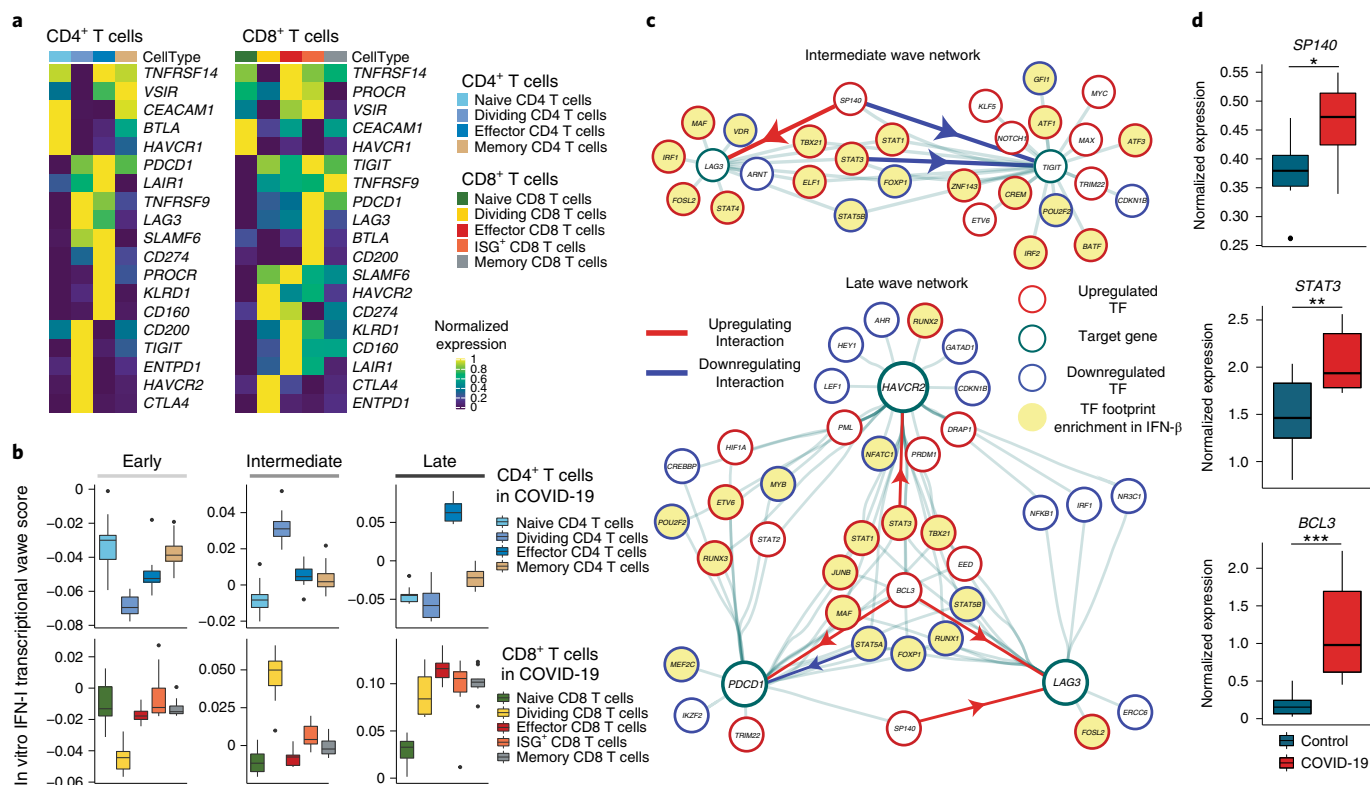 a
CD4+ T cells
CellType
TNFRSF14
VSIR
CEACAM1
BTLA
HAVCR1
PDCD1
LAIR1
TNFRSF9
LAG3
SLAMF6
CD274
PROCR
KLRD1
CD160
CD200
TIGIT
ENTPD1
HAVCR2
CTLA4
CD8+ T cells
CellType
TNFRSF14
PROCR
VSIR
CEACAM1
HAVCR1
TIGIT
TNFRSF9
PDCD1
LAG3
BTLA
CD200
SLAMF6
HAVCR2
CD274
KLRD1
CD160
LAIR1
CTLA4
ENTPD1
CD4+ T cells
Naive CD4 T cells
Dividing CD4 T cells
Effector CD4 T cells
Memory CD4 T cells
CD8+ T cells
Naive CD8 T cells
Dividing CD8 T cells
Effector CD8 T cells
ISG+ CD8 T cells
Memory CD8 T cells
Normalized
expression
1
0.8
0.6
0.4
0.2
0
b
In vitro IFN-I transcriptional vawe score
Early
0
−0.02
−0.04
−0.06
−0.08
Intermediate
0.04
0.02
0
−0.02
Late
0.05
0
−0.05
CD4+ T cells
in COVID-19
Naive CD4 T cells
Dividing CD4 T cells
Effector CD4 T cells
Memory CD4 T cells
0.02
0
−0.02
−0.04
−0.06
0.050
0.025
0
0.10
0.05
0
CD8+ T cells
in COVID-19
Naive CD8 T cells
Dividing CD8 T cells
Effector CD8 T cells
ISG+ CD8 T cells
Memory CD8 T cells
c
Intermediate wave network
SP140
GFI1
MYC
KLF5
MAF
VDR
ATF1
TBX21
STAT1
NOTCH1
MAX
ATF3
IRF1
LAG3
STAT3
TIGIT
ARNT
ELF1
FOXP1
ZNF143
TRIM22
CREM
CDKN1B
FOSL2
STAT4
STAT5B
ETV6
POU2F2
IRF2
BATF
Late wave network
Upregulating
Interaction
Downregulating
Interaction
Upregulated
TF
Target gene
Downregulated
TF
TF footprint
enrichment in IFN-β
AHR
RUNX2
HEY1
GATAD1
HAVCR2
LEF1
CDKN1B
PML
DRAP1
HIF1A
NFATC1
PRDM1
CREBBP
MYB
NR3C1
ETV6
NFKB1
IRF1
POU2F2
STAT3
STAT2
STAT1
TBX21
RUNX3
EED
JUNB
BCL3
STAT5B
MAF
STAT5A
RUNX1
FOXP1
MEF2C
PDCD1
LAG3
IKZF2
TRIM22
SP140
ERCC6
FOSL2
d
SP140
*
Normalized expression
0.55
0.50
0.45
0.40
0.35
0.30
0.25
STAT3
**
Normalized expression
2.5
2.0
1.5
1.0
BCL3
***
Normalized expression
2.0
1.5
1.0
0.5
0
Control
COVID-19